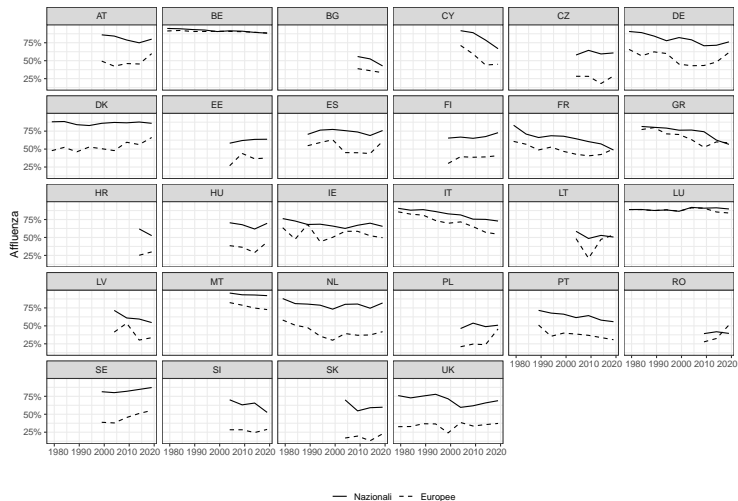 AT BE BG CY CZ DE
75%
50%
25%
DK EE ES FI FR GR
75%
50%
25%
HR HU IE IT LT LU
75%
50%
25%
LV MT NL PL PT RO
75%
50%
25%
1980 1990 2000 2010 2020 1980 1990 2000 2010 2020
SE SI SK UK
75%
50%
25%
1980 1990 2000 2010 2020 1980 1990 2000 2010 2020 1980 1990 2000 2010 2020 1980 1990 2000 2010 2020
Affluenza
Nazionali Europee